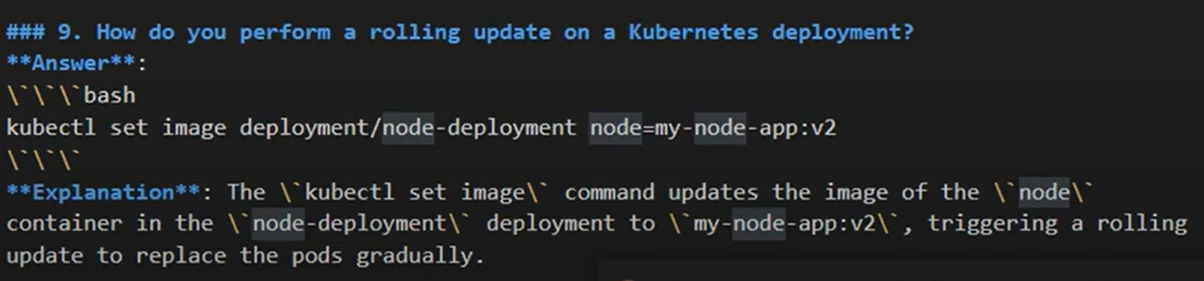 ### 9. How do you perform a rolling update on a Kubernetes deployment?
**Answer**:
\`\`\`bash
kubectl set image deployment/node-deployment node=my-node-app:v2
\`\`\`
**Explanation**: The \`kubectl set image\` command updates the image of the \`node\`
container in the \`node-deployment\` deployment to \`my-node-app:v2\`, triggering a rolling
update to replace the pods gradually.